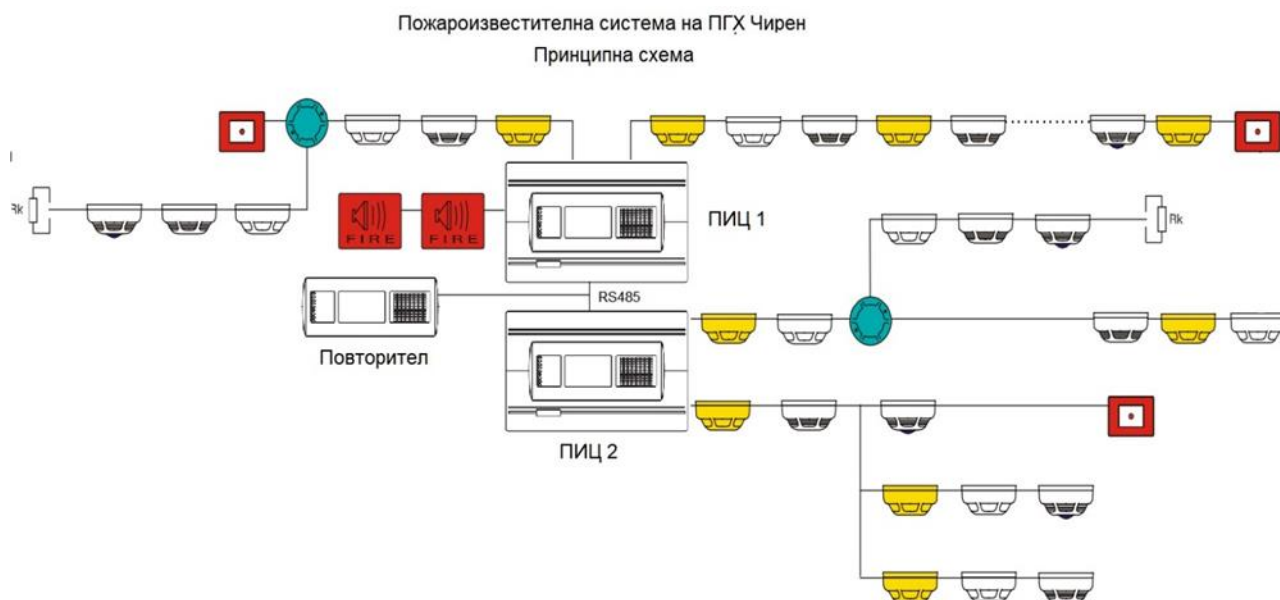 Пожароизвестителна система на ПГХ Чирен
Принципна схема
Rk
FIRE
FIRE
ПИЦ 1
Rk
RS485
Повторител
ПИЦ 2